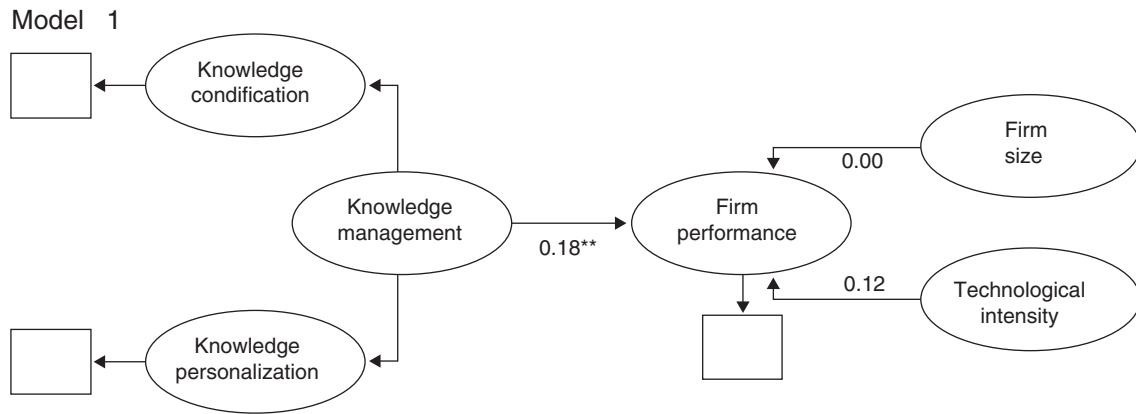 Model 1
Knowledge
condification
Firm
size
0.00
Knowledge
management
Firm
performance
0.18**
0.12
Technological
intensity
Knowledge
personalization